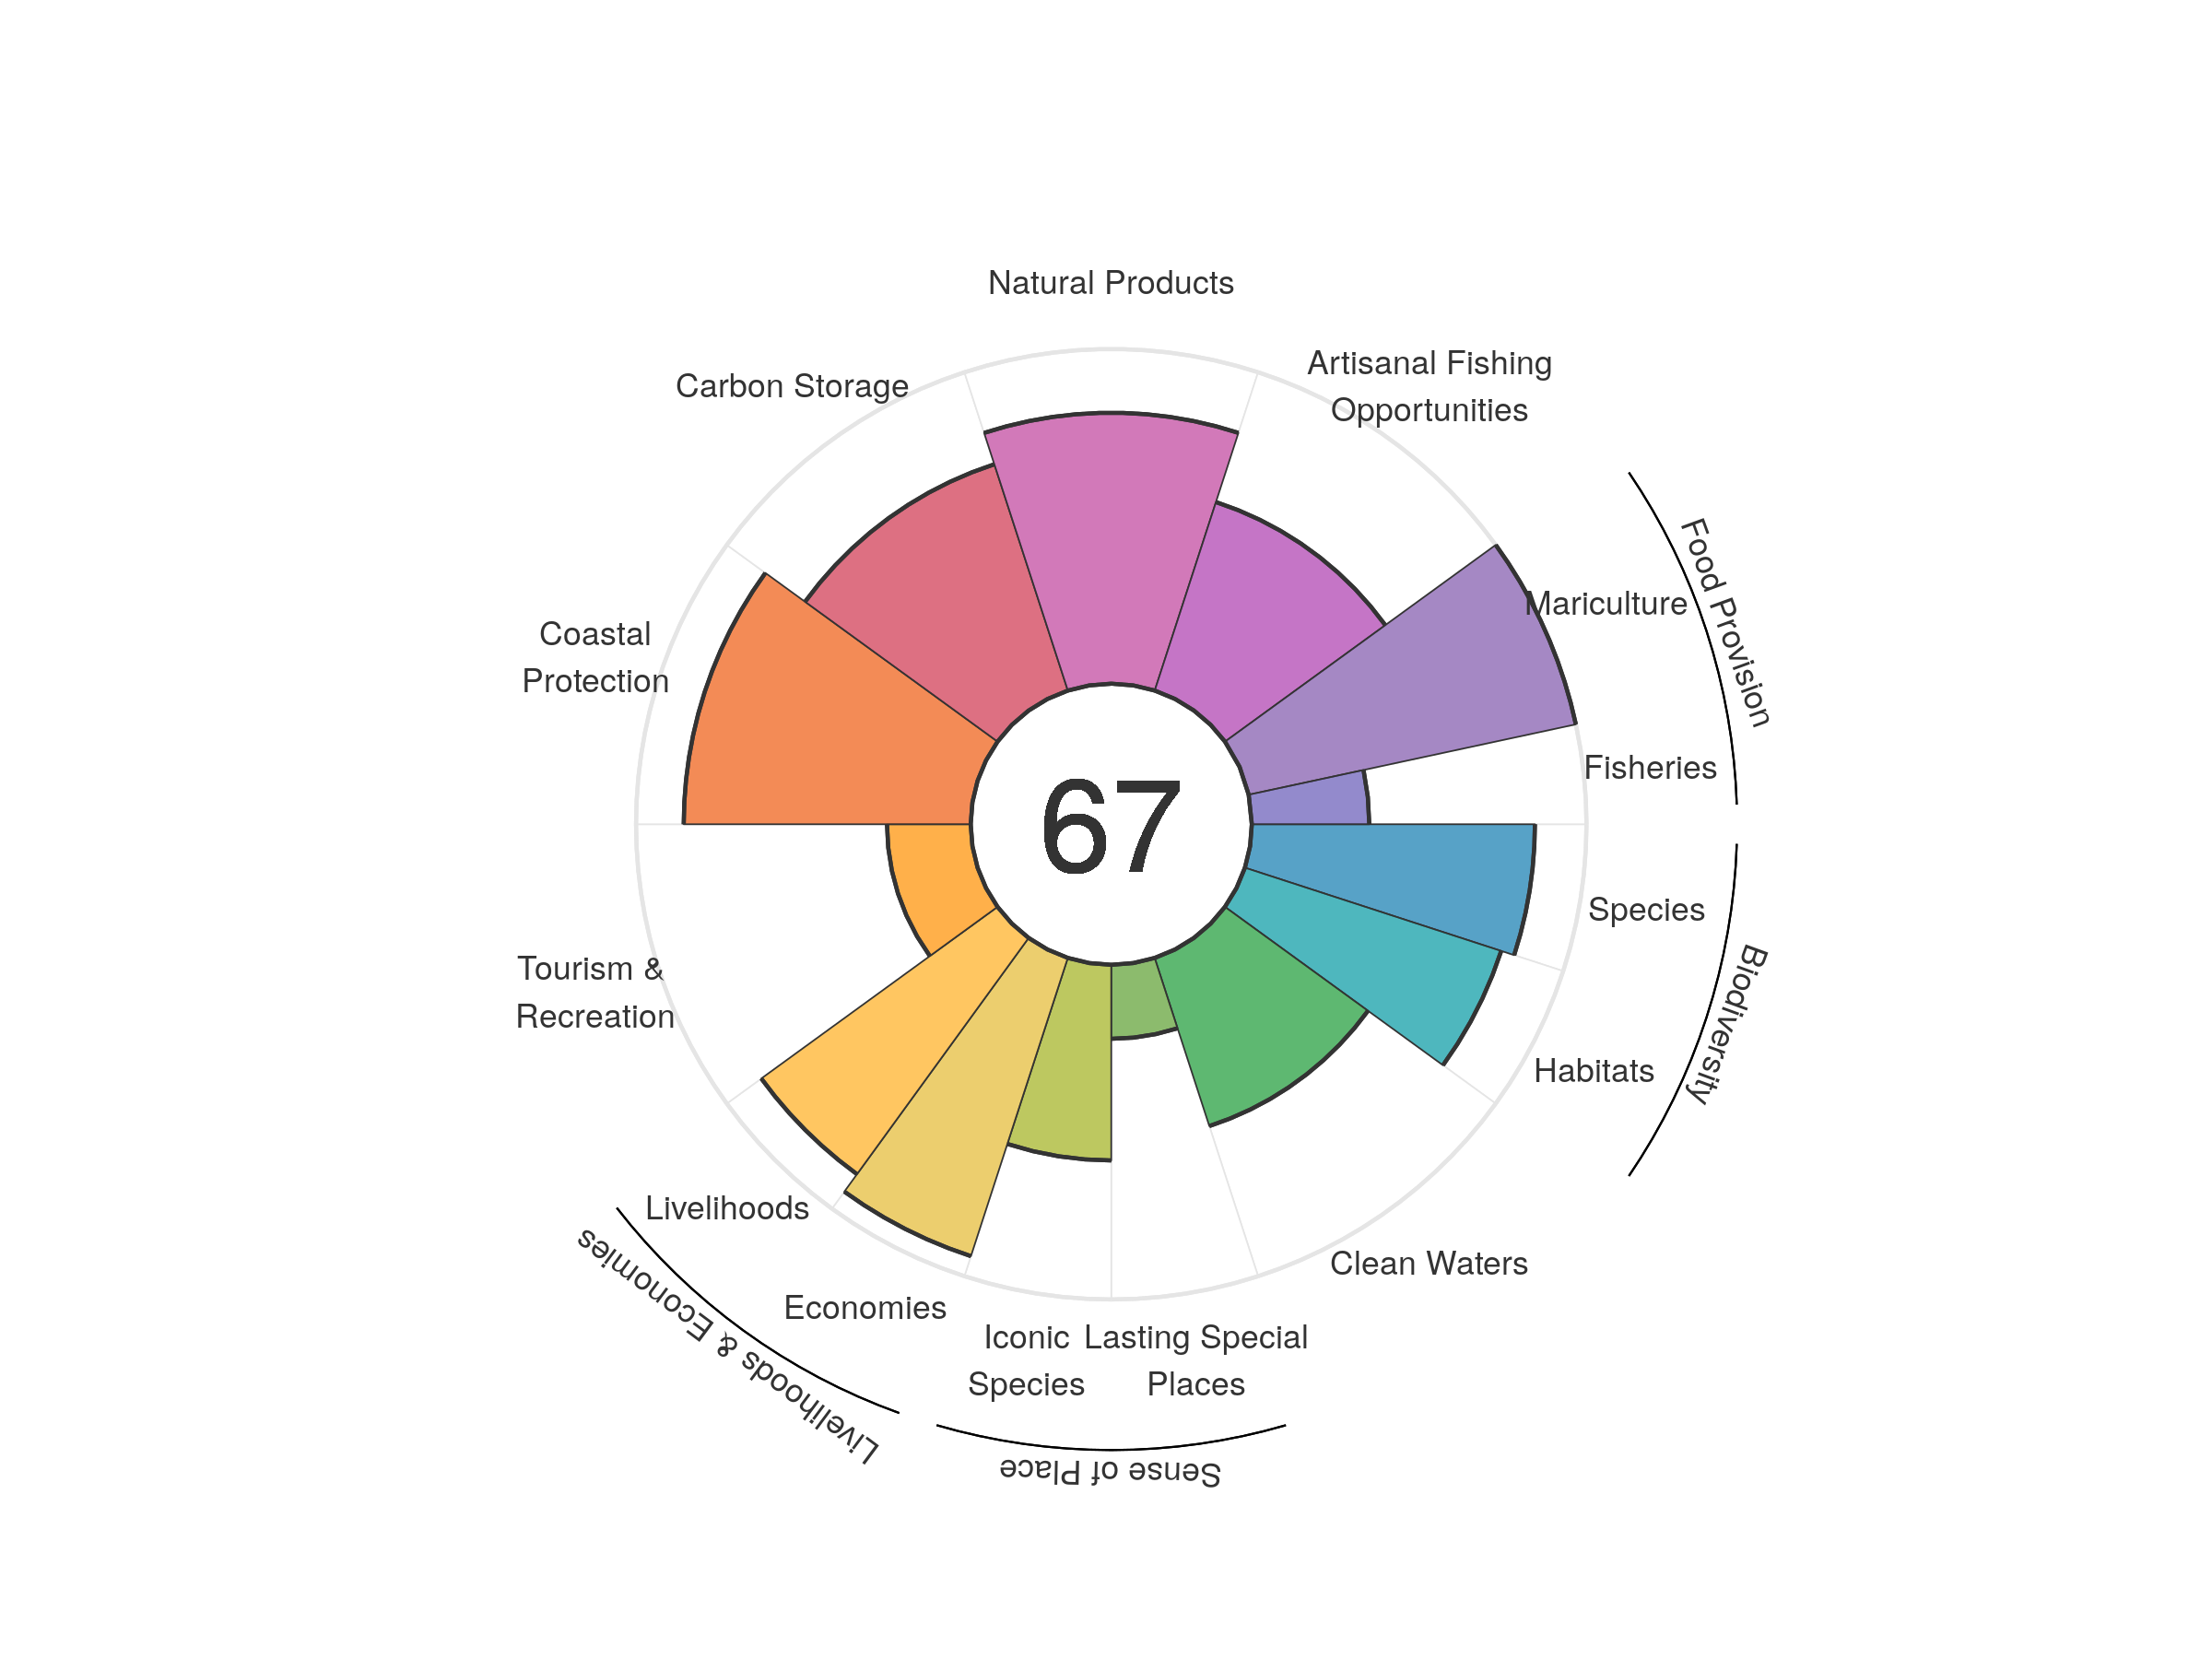 Natural Products
Artisanal Fishing
Opportunities
Carbon Storage
Food Provision
Mariculture
Coastal
Protection
Fisheries
67
Species
Biodiversity
Tourism &
Recreation
Habitats
Livelihoods
Clean Waters
Livelihoods & Economies
Economies
Iconic
Species
Lasting Special
Places
Sense of Place